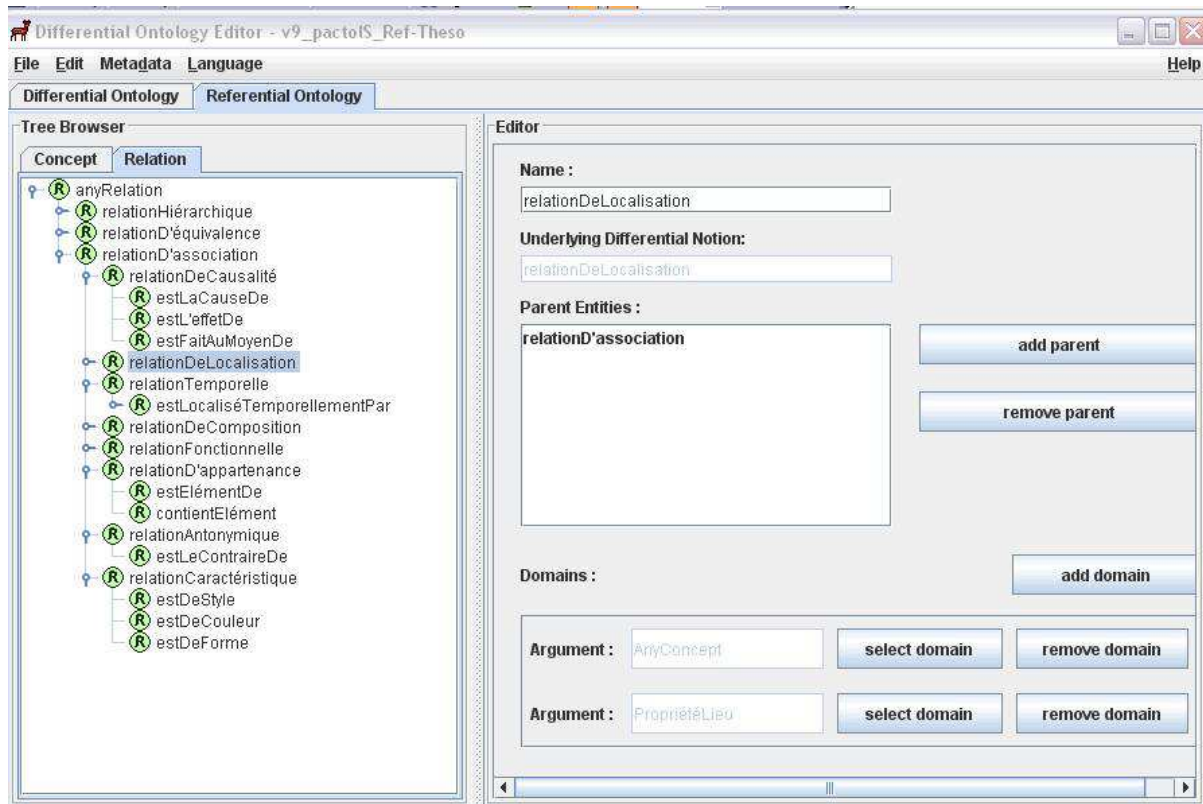 Differential Ontology Editor - v9_pactolS_Ref-Theso
File Edit Metadata Language Help
Differential Ontology Referential Ontology
Tree Browser
Concept Relation
R anyRelation
R relationHiérarchique
R relationD'équivalence
R relationD'association
R relationDeCausalité
R estLaCauseDe
R estL'effetDe
R estFaitAuMoyenDe
R relationDeLocalisation
R relationTemporelle
R estLocaliséTemporellementPar
R relationDeComposition
R relationFonctionnelle
R relationD'appartenance
R estElémentDe
R contientElément
R relationAntonymique
R estLeContraireDe
R relationCaractéristique
R estDeStyle
R estDeCouleur
R estDeForme
Editor
Name :
relationDeLocalisation
Underlying Differential Notion:
relationDeLocalisation
Parent Entities :
relationD'association
add parent
remove parent
Domains :
add domain
Argument : AnyConcept select domain remove domain
Argument : PropriétéLieu select domain remove domain